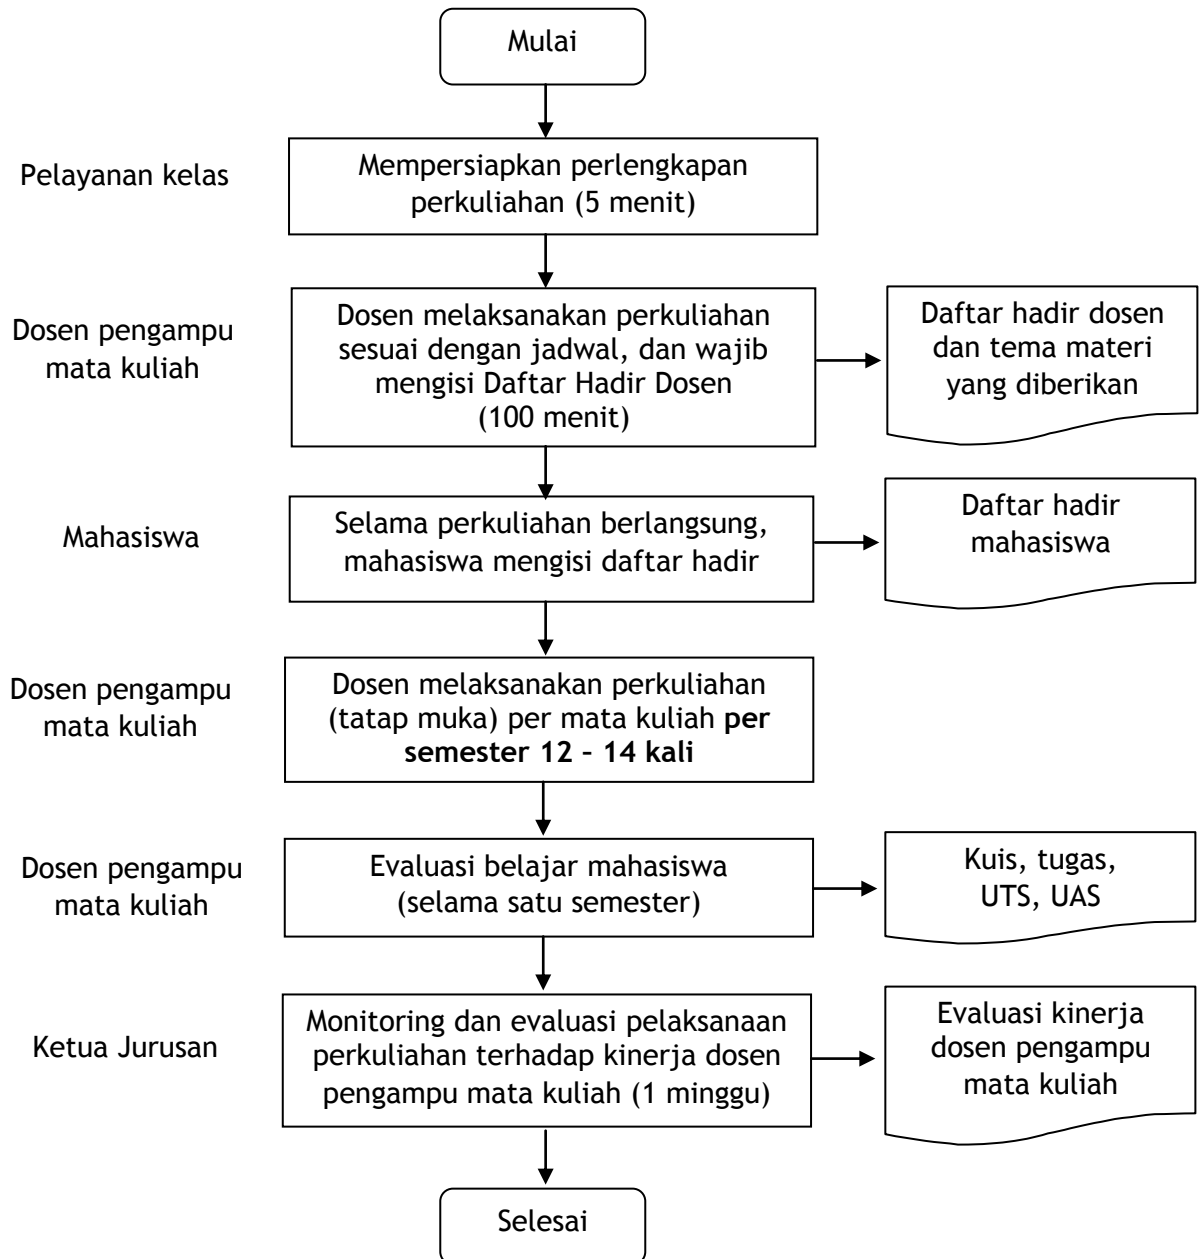 Mulai
Pelayanan kelas
Mempersiapkan perlengkapan
perkuliahan (5 menit)
Dosen pengampu
mata kuliah
Dosen melaksanakan perkuliahan
sesuai dengan jadwal, dan wajib
mengisi Daftar Hadir Dosen
(100 menit)
Daftar hadir dosen
dan tema materi
yang diberikan
Mahasiswa
Selama perkuliahan berlangsung,
mahasiswa mengisi daftar hadir
Daftar hadir
mahasiswa
Dosen pengampu
mata kuliah
Dosen melaksanakan perkuliahan
(tatap muka) per mata kuliah per
semester 12 – 14 kali
Dosen pengampu
mata kuliah
Evaluasi belajar mahasiswa
(selama satu semester)
Kuis, tugas,
UTS, UAS
Ketua Jurusan
Monitoring dan evaluasi pelaksanaan
perkuliahan terhadap kinerja dosen
pengampu mata kuliah (1 minggu)
Evaluasi kinerja
dosen pengampu
mata kuliah
Selesai